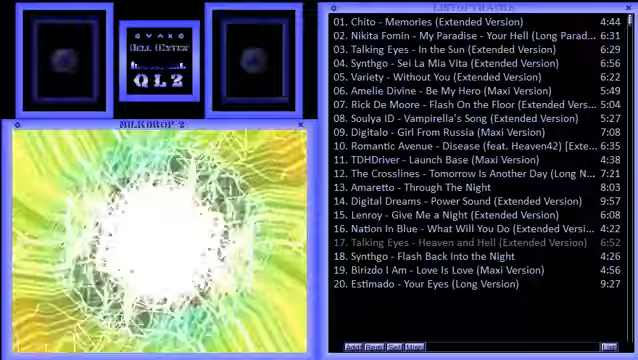 LIST OF TRACKS
MILKDROP 2
01. Chito - Memories (Extended Version) 4:44
02. Nikita Fomin - My Paradise - Your Hell (Long Parad... 6:31
03. Talking Eyes - In the Sun (Extended Version) 6:29
04. Synthgo - Sei La Mia Vita (Extended Version) 6:56
05. Variety - Without You (Extended Version) 6:22
06. Amelie Divine - Be My Hero (Maxi Version) 5:49
07. Rick De Moore - Flash On the Floor (Extended Vers... 5:04
08. Soulya ID - Vampirella's Song (Extended Version) 5:27
09. Digitalo - Girl From Russia (Maxi Version) 7:08
10. Romantic Avenue - Disease (feat. Heaven42) [Exte... 6:35
11. TDHDriver - Launch Base (Maxi Version) 4:38
12. The Crosslines - Tomorrow Is Another Day (Long N... 7:21
13. Amaretto - Through The Night 8:03
14. Digital Dreams - Power Sound (Extended Version) 9:57
15. Lenroy - Give Me a Night (Extended Version) 6:08
16. Nation In Blue - What Will You Do (Extended Versi... 4:22
17. Talking Eyes - Heaven and Hell (Extended Version) 6:52
18. Synthgo - Flash Back Into the Night 4:26
19. Birizdo I Am - Love Is Love (Maxi Version) 4:56
20. Estimado - Your Eyes (Long Version) 9:27
Add Rem Sel Misc List